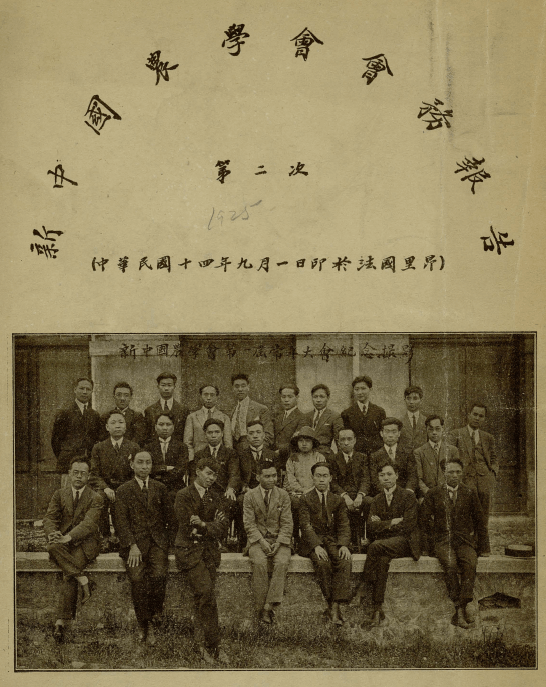 新中國農學會會務報告
第二次
1925
(中華民國十四年九月一日印於法國里昂)
新中國農學會第一屆常年大會紀念攝影